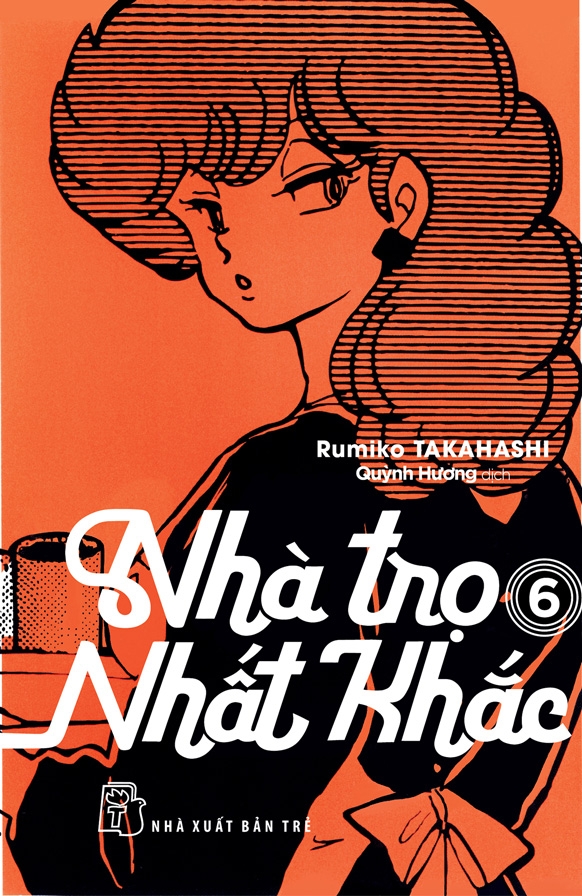 Rumiko TAKAHASHI
Quỳnh Hương dịch
Nhà trọ 6
Nhất Khắc
T
NHÀ XUẤT BẢN TRẺ